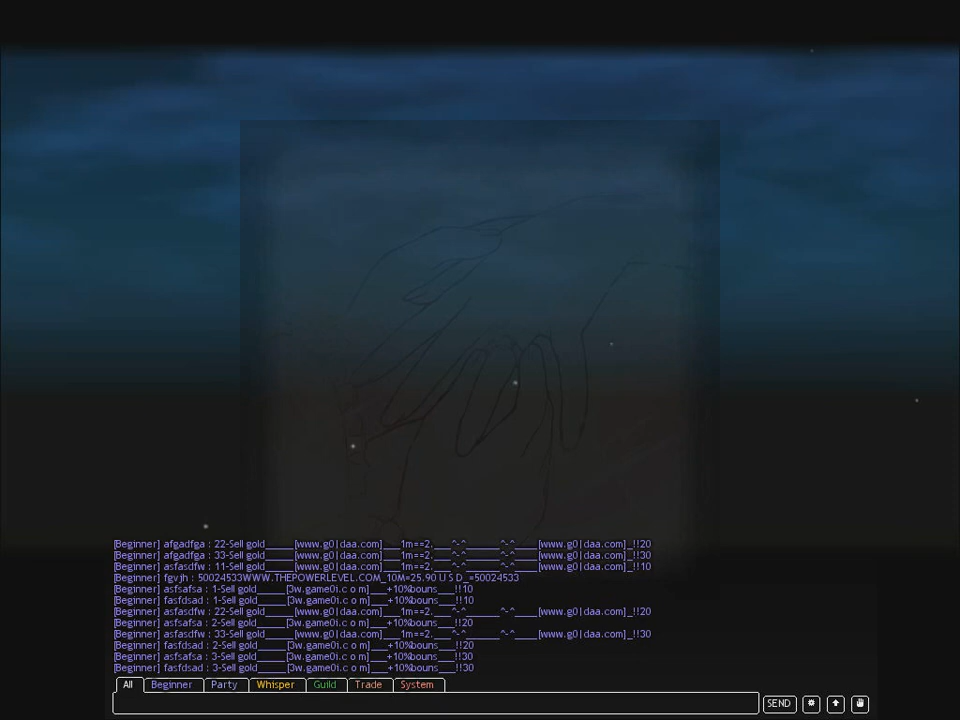 [Beginner] afgadfga : 22-Sell gold_____[www.g0|daa.com]___1m==2.___^-^______^-^____[www.g0|daa.com]_!!20
[Beginner] afgadfga : 33-Sell gold_____[www.g0|daa.com]___1m==2.___^-^______^-^____[www.g0|daa.com]_!!30
[Beginner] asfasdfw : 11-Sell gold_____[www.g0|daa.com]___1m==2.___^-^______^-^____[www.g0|daa.com]_!!10
[Beginner] fgvjh : 50024533WWW.THEPOWERLEVEL.COM_10M=25.90 U S D_=50024533
[Beginner] asfsafsa : 1-Sell gold_____[3w.game0i.c o m]___+10%bouns___!!10
[Beginner] fasfdsad : 1-Sell gold_____[3w.game0i.c o m]___+10%bouns___!!10
[Beginner] asfasdfw : 22-Sell gold_____[www.g0|daa.com]___1m==2.___^-^______^-^____[www.g0|daa.com]_!!20
[Beginner] asfsafsa : 2-Sell gold_____[3w.game0i.c o m]___+10%bouns___!!20
[Beginner] asfasdfw : 33-Sell gold_____[www.g0|daa.com]___1m==2.___^-^______^-^____[www.g0|daa.com]_!!30
[Beginner] fasfdsad : 2-Sell gold_____[3w.game0i.c o m]___+10%bouns___!!20
[Beginner] asfsafsa : 3-Sell gold_____[3w.game0i.c o m]___+10%bouns___!!30
[Beginner] fasfdsad : 3-Sell gold_____[3w.game0i.c o m]___+10%bouns___!!30
All Beginner Party Whisper Guild Trade System
SEND